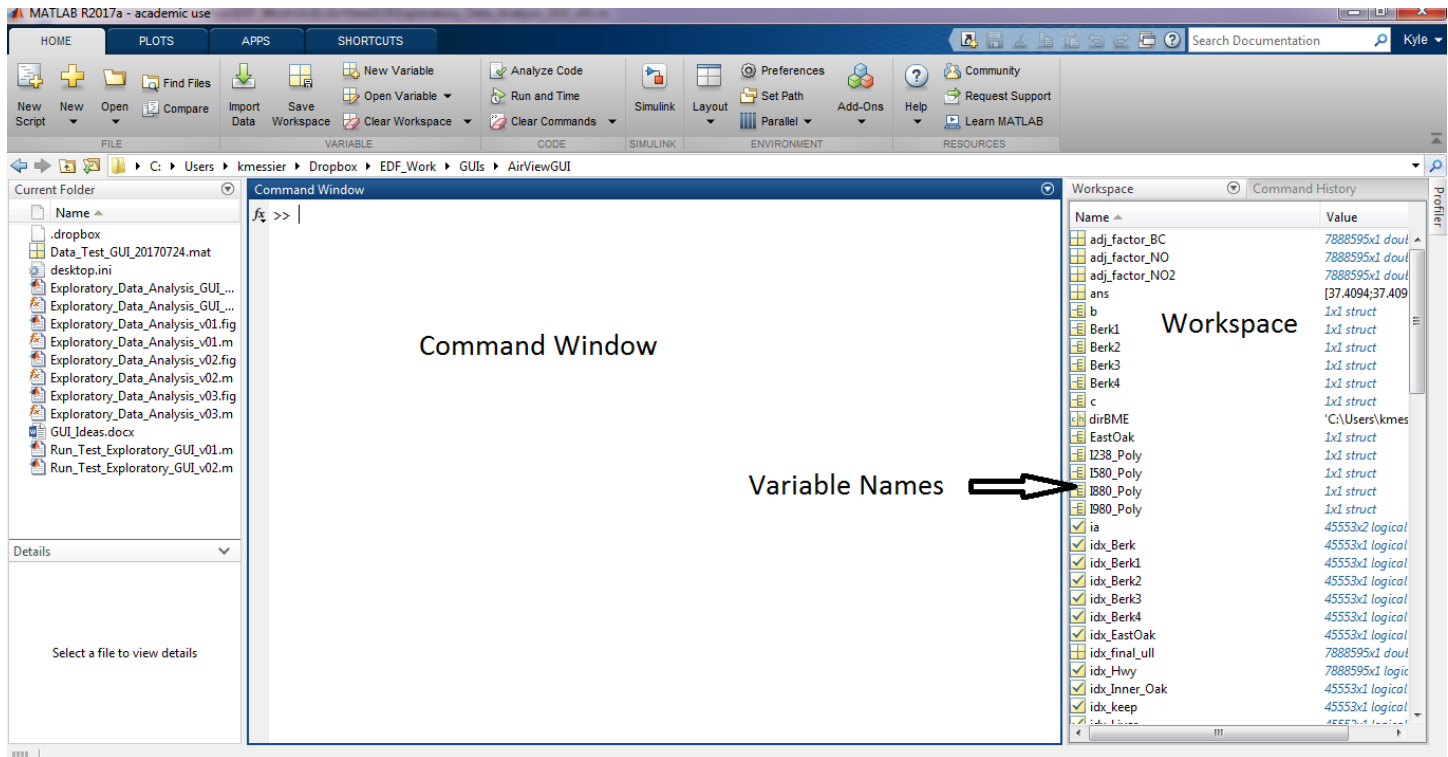 MATLAB R2017a - academic use
HOME PLOTS APPS SHORTCUTS
Search Documentation Kyle
New Script New Open Find Files Compare
Import Data Save Workspace New Variable Open Variable Clear Workspace
Analyze Code Run and Time Clear Commands
Simulink Layout Preferences Set Path Parallel Add-Ons
Help Community Request Support Learn MATLAB
FILE VARIABLE CODE SIMULINK ENVIRONMENT RESOURCES
C: Users kmessier Dropbox EDF_Work GUIs AirViewGUI
Current Folder
Name
.dropbox
Data_Test_GUI_20170724.mat
desktop.ini
Exploratory_Data_Analysis_GUI_...
Exploratory_Data_Analysis_GUI_...
Exploratory_Data_Analysis_v01.fig
Exploratory_Data_Analysis_v01.m
Exploratory_Data_Analysis_v02.fig
Exploratory_Data_Analysis_v02.m
Exploratory_Data_Analysis_v03.fig
Exploratory_Data_Analysis_v03.m
GUI_Ideas.docx
Run_Test_Exploratory_GUI_v01.m
Run_Test_Exploratory_GUI_v02.m
Details
Select a file to view details
Command Window
fx >>
Command Window
Variable Names
Workspace Command History
Profiler
Name Value
adj_factor_BC 7888595x1 doub
adj_factor_NO 7888595x1 doub
adj_factor_NO2 7888595x1 doub
ans [37.4094;37.409
b 1x1 struct
Workspace
Berk1 1x1 struct
Berk2 1x1 struct
Berk3 1x1 struct
Berk4 1x1 struct
c 1x1 struct
dirBME 'C:\Users\kmes
EastOak 1x1 struct
I238_Poly 1x1 struct
I580_Poly 1x1 struct
I880_Poly 1x1 struct
I980_Poly 1x1 struct
ia 45553x2 logical
idx_Berk 45553x1 logical
idx_Berk1 45553x1 logical
idx_Berk2 45553x1 logical
idx_Berk3 45553x1 logical
idx_Berk4 45553x1 logical
idx_EastOak 45553x1 logical
idx_final_ull 7888595x1 doub
idx_Hwy 7888595x1 logic
idx_Inner_Oak 45553x1 logical
idx_keep 45553x1 logical